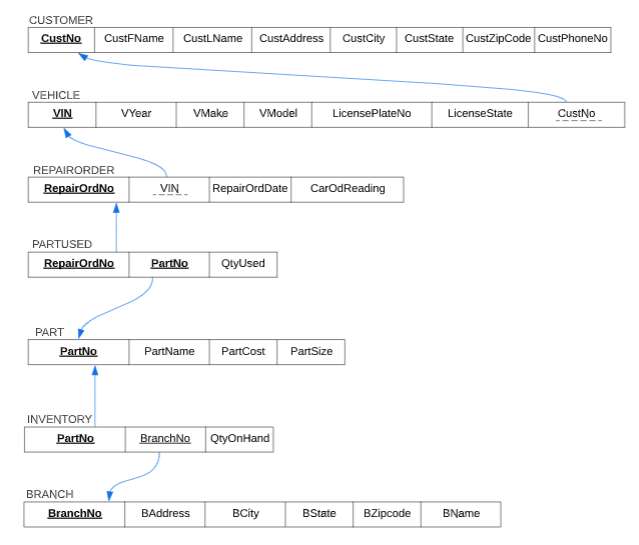 CUSTOMER
CustNo CustFName CustLName CustAddress CustCity CustState CustZipCode CustPhoneNo
VEHICLE
VIN VYear VMake VModel LicensePlateNo LicenseState CustNo
REPAIRORDER
RepairOrdNo VIN RepairOrdDate CarOdReading
PARTUSED
RepairOrdNo PartNo QtyUsed
PART
PartNo PartName PartCost PartSize
INVENTORY
PartNo BranchNo QtyOnHand
BRANCH
BranchNo BAddress BCity BState BZipcode BName